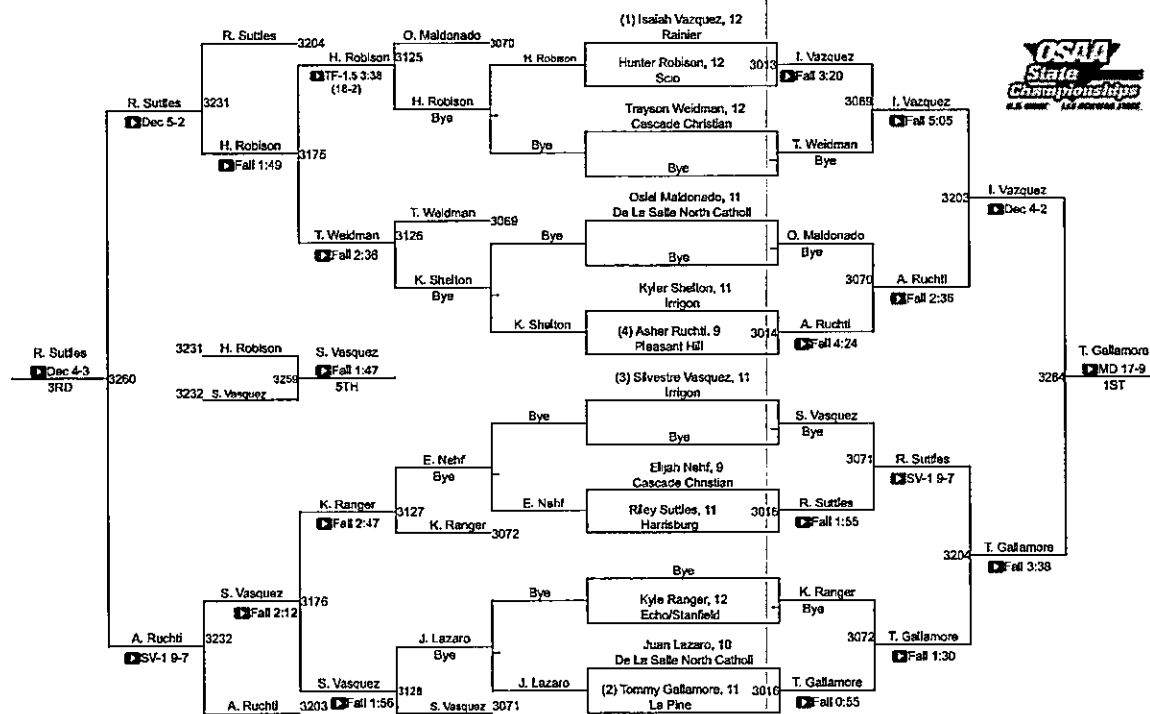 (1) Isaiah Vazquez, 12
Rainier
Hunter Robison, 12
Scio
3013
Trayson Weidman, 12
Cascade Christian
Bye
Osiel Maldonado, 11
De La Salle North Catholi
Bye
Kyler Shelton, 11
Irrigon
(4) Asher Ruchti, 9
Pleasant Hill
3014
(3) Silvestre Vasquez, 11
Irrigon
Bye
Elijah Nehf, 9
Cascade Christian
Riley Suttles, 11
Harrisburg
3015
Bye
Kyle Ranger, 12
Echo/Stanfield
Juan Lazaro, 10
De La Salle North Catholi
(2) Tommy Gallamore, 11
La Pine
3016
I. Vazquez
Fall 3:20
3069
T. Weidman
Bye
O. Maldonado
Bye
3070
A. Ruchti
Fall 4:24
S. Vasquez
Bye
3071
R. Suttles
Fall 1:55
K. Ranger
Bye
3072
T. Gallamore
Fall 0:55
I. Vazquez
Fall 5:05
3203
A. Ruchti
Fall 2:36
R. Suttles
SV-1 9-7
3204
T. Gallamore
Fall 1:30
I. Vazquez
Dec 4-2
3264
T. Gallamore
Fall 3:38
T. Gallamore
MD 17-9
1ST
OSAA
State
Championships
H. Robison
Bye
Bye
K. Shelton
Bye
E. Nehf
Bye
J. Lazaro
O. Maldonado
3070
3125
H. Robison
Bye
T. Weidman
3069
3126
K. Shelton
Bye
E. Nehf
Bye
3127
K. Ranger
3072
J. Lazaro
Bye
3128
S. Vasquez
3071
H. Robison
TF-1.5 3:38
(18-2)
3175
T. Weidman
Fall 2:36
K. Ranger
Fall 2:47
3176
S. Vasquez
Fall 1:56
R. Suttles
3204
3231
H. Robison
Fall 1:49
S. Vasquez
Fall 2:12
3232
A. Ruchti
3203
R. Suttles
Dec 5-2
3260
A. Ruchti
SV-1 9-7
R. Suttles
Dec 4-3
3RD
3231
H. Robison
3259
3232
S. Vasquez
S. Vasquez
Fall 1:47
5TH